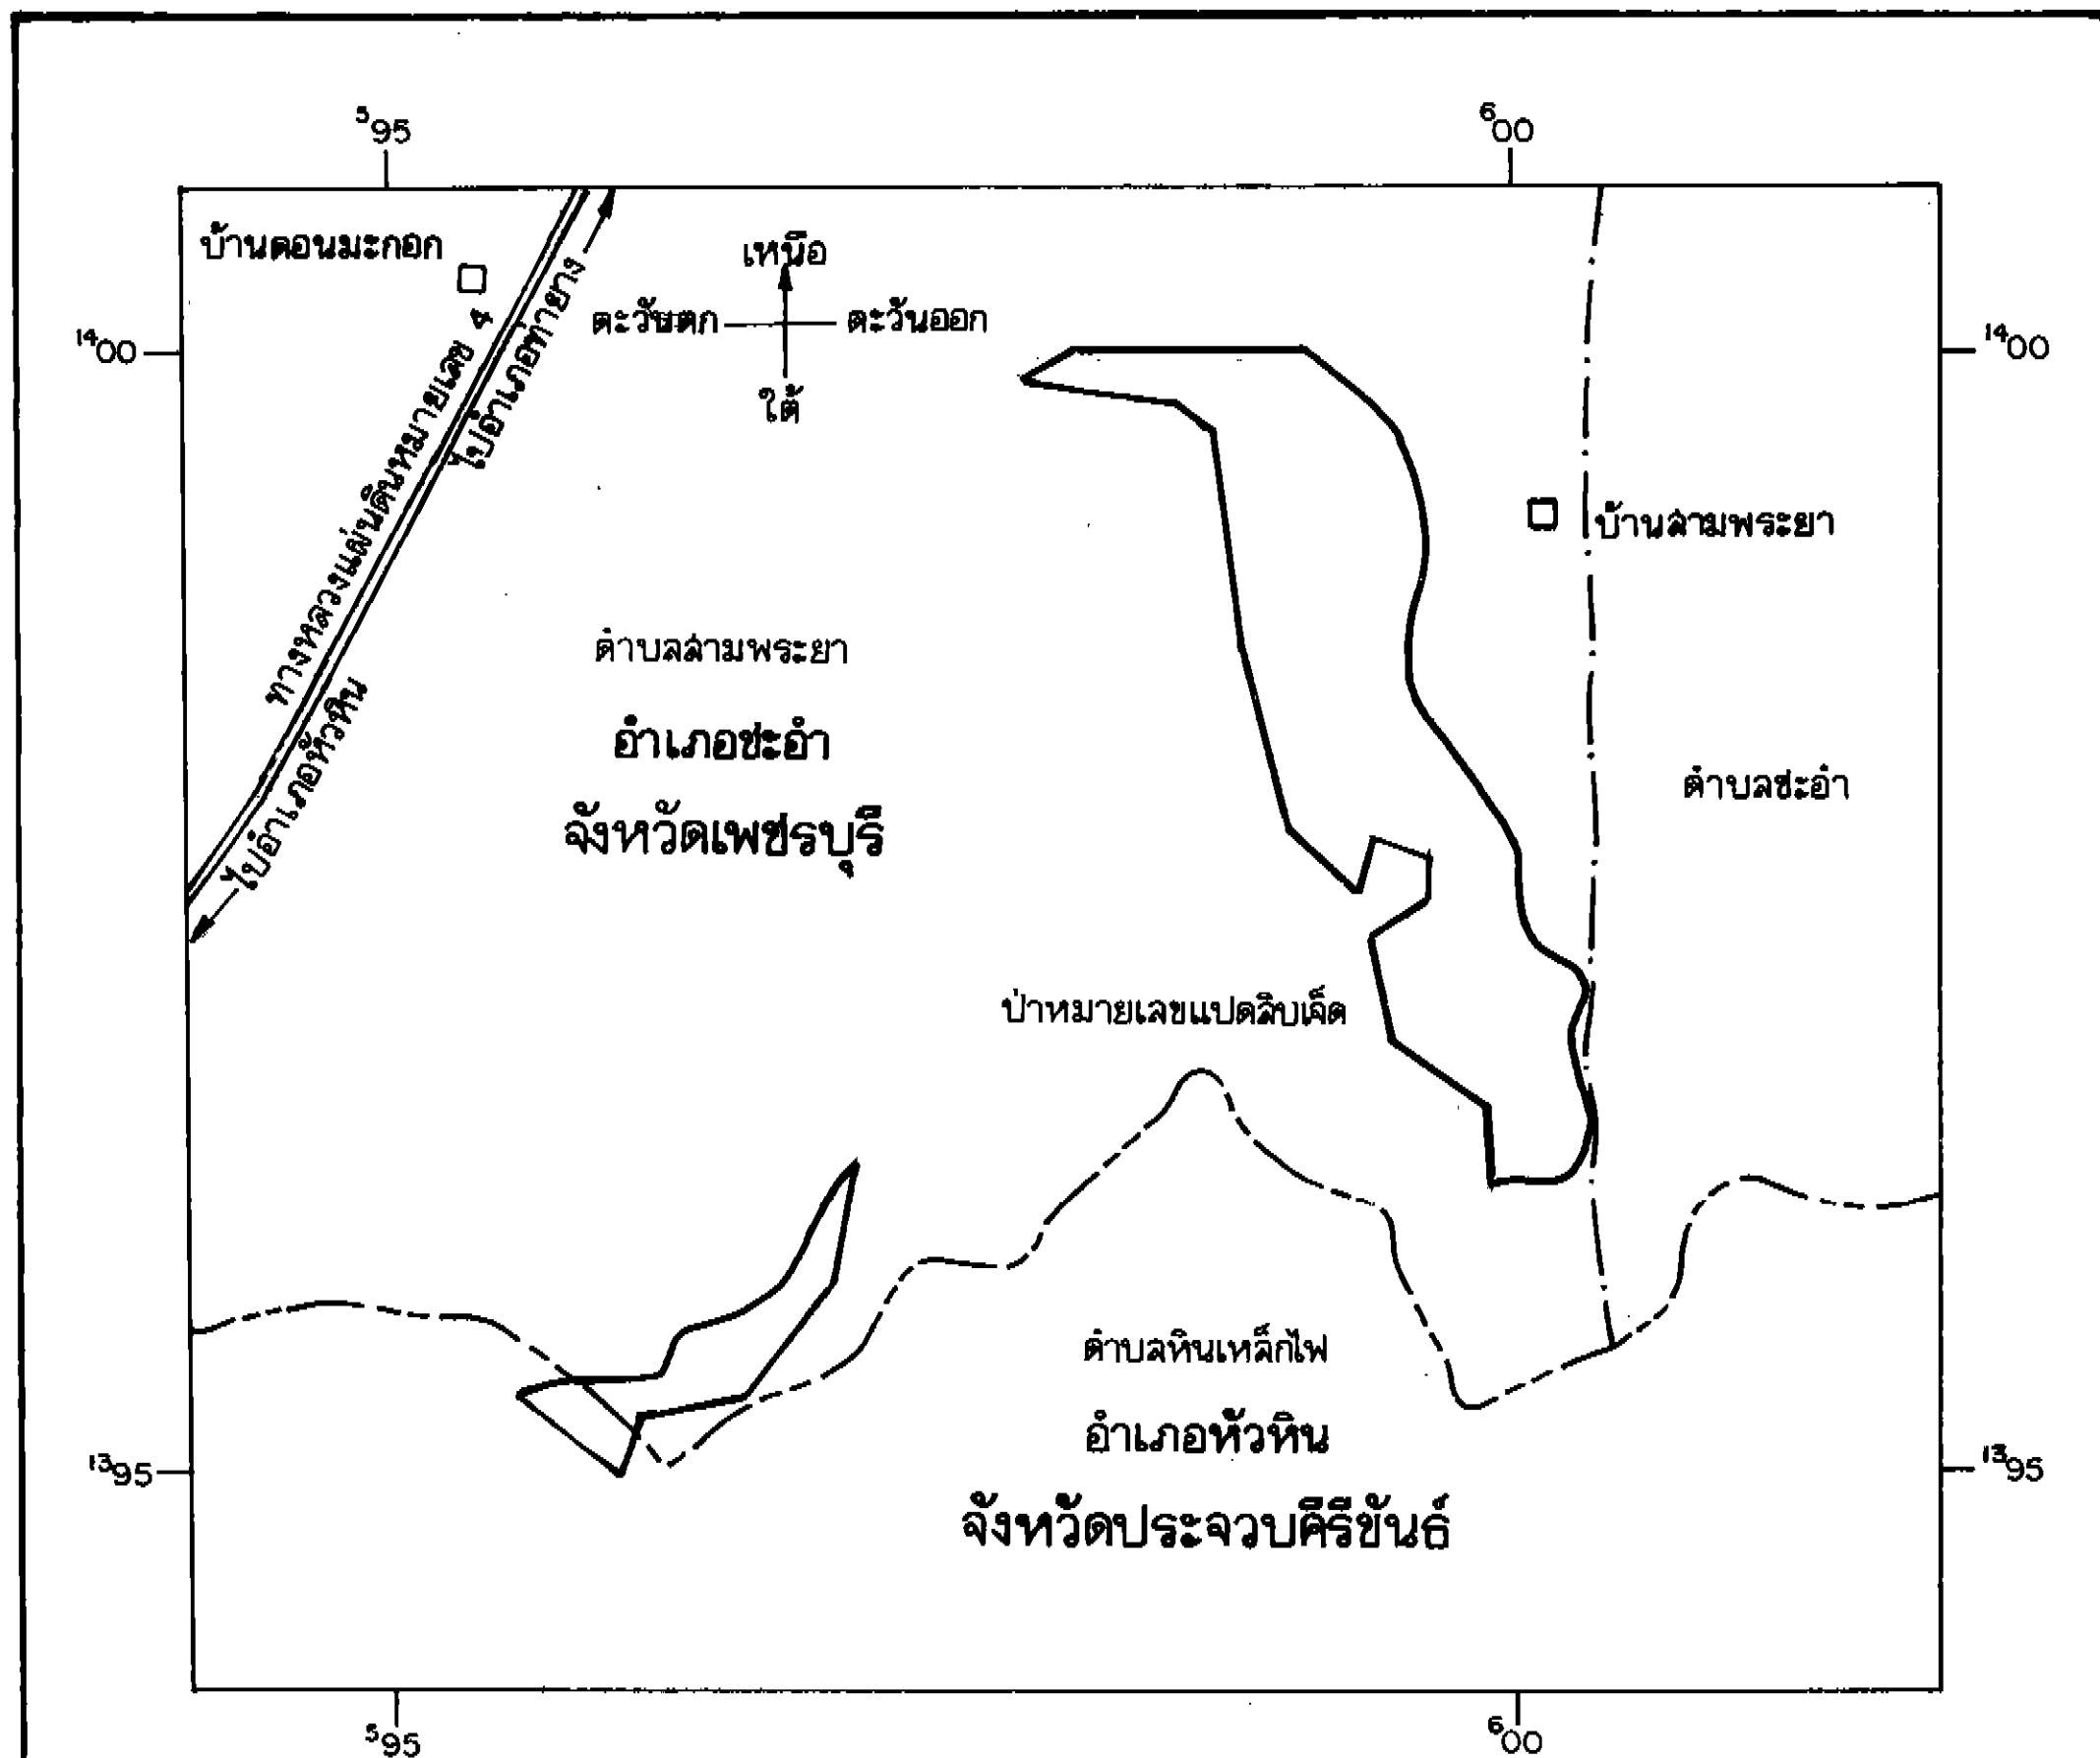 595
600
บ้านดอนมะกอก
เหนือ
ตะวันตก
ตะวันออก
ใต้
1400
1400
ทางหลวงแผ่นดินหมายเลข 4
ไปอำเภอท่ายาง
ไปอำเภอหัวหิน
บ้านสามพระยา
ตำบลสามพระยา
อำเภอชะอำ
จังหวัดเพชรบุรี
ตำบลชะอำ
ป่าหมายเลขแปดสิบเจ็ด
ตำบลหินเหล็กไฟ
อำเภอหัวหิน
จังหวัดประจวบคีรีขันธ์
1395
1395
595
600